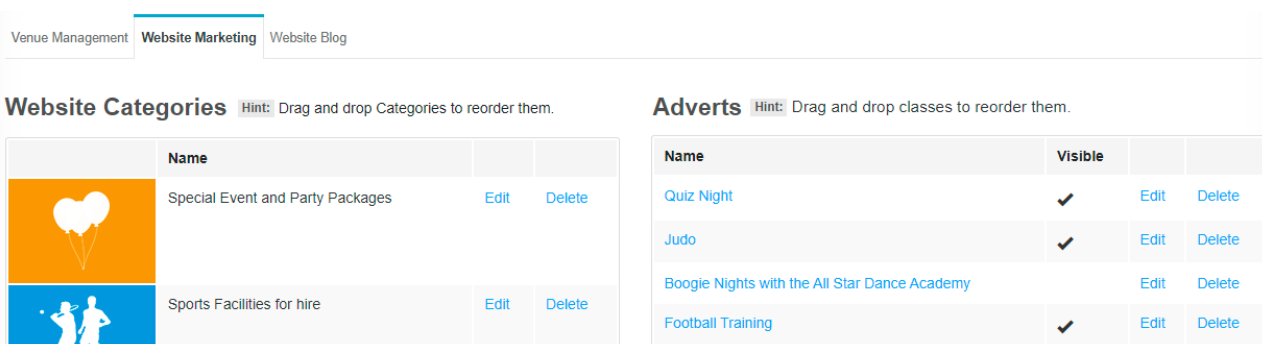 Venue Management Website Marketing Website Blog
Website Categories Hint: Drag and drop Categories to reorder them.
Name
Special Event and Party Packages Edit Delete
Sports Facilities for hire Edit Delete
Adverts Hint: Drag and drop classes to reorder them.
Name Visible
Quiz Night ✔ Edit Delete
Judo ✔ Edit Delete
Boogie Nights with the All Star Dance Academy Edit Delete
Football Training ✔ Edit Delete